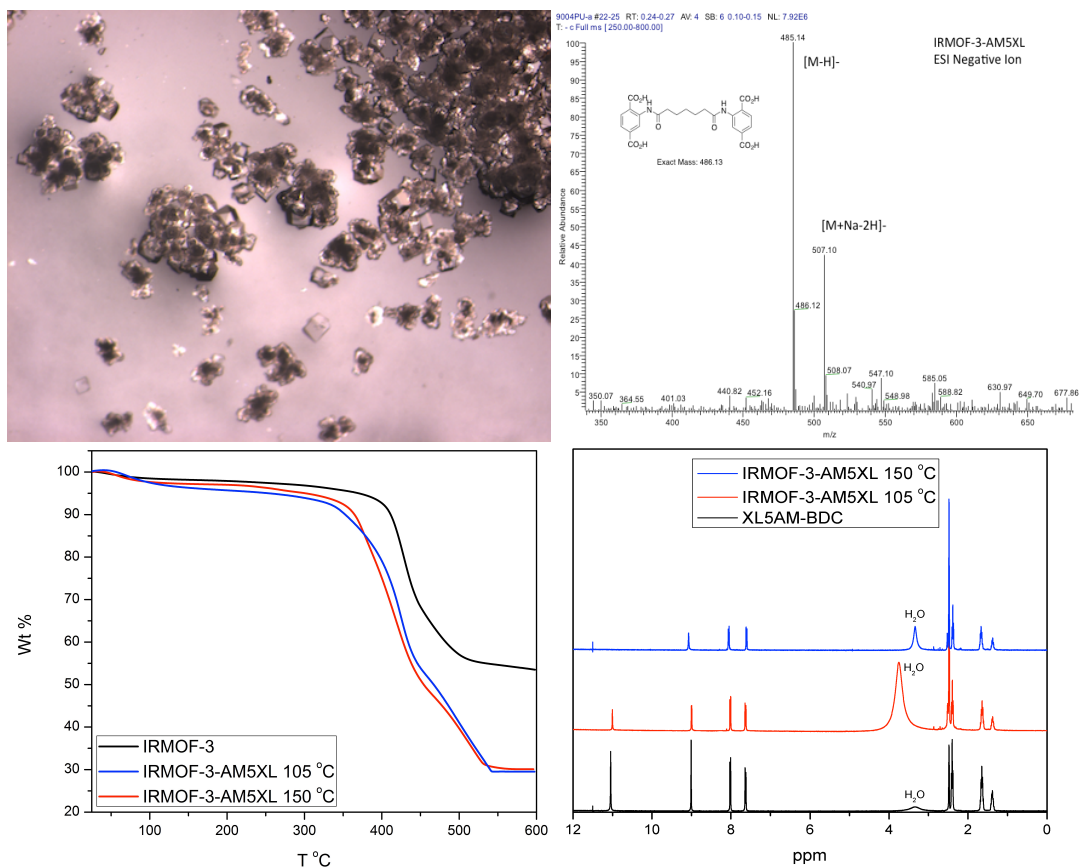 9004PU-a #22-25 RT: 0.24-0.27 AV: 4 SB: 6 0.10-0.15 NL: 7.92E6
T: - c Full ms [ 250.00-800.00]
IRMOF-3-AM5XL
ESI Negative Ion
[M-H]-
[M+Na-2H]-
CO₂H
H
N
O
O
H
N
CO₂H
CO₂H
CO₂H
Exact Mass: 486.13
Relative Abundance
100
95
90
85
80
75
70
65
60
55
50
45
40
35
30
25
20
15
10
5
485.14
486.12
507.10
508.07
350.07
364.55
401.03
440.82
452.16
540.97
547.10
548.98
585.05
588.82
630.97
649.70
677.86
350
400
450
500
550
600
650
m/z
Wt %
100
90
80
70
60
50
40
30
20
IRMOF-3
IRMOF-3-AM5XL 105 °C
IRMOF-3-AM5XL 150 °C
100
200
300
400
500
600
T °C
IRMOF-3-AM5XL 150 °C
IRMOF-3-AM5XL 105 °C
XL5AM-BDC
H₂O
H₂O
H₂O
12
10
8
6
4
2
0
ppm